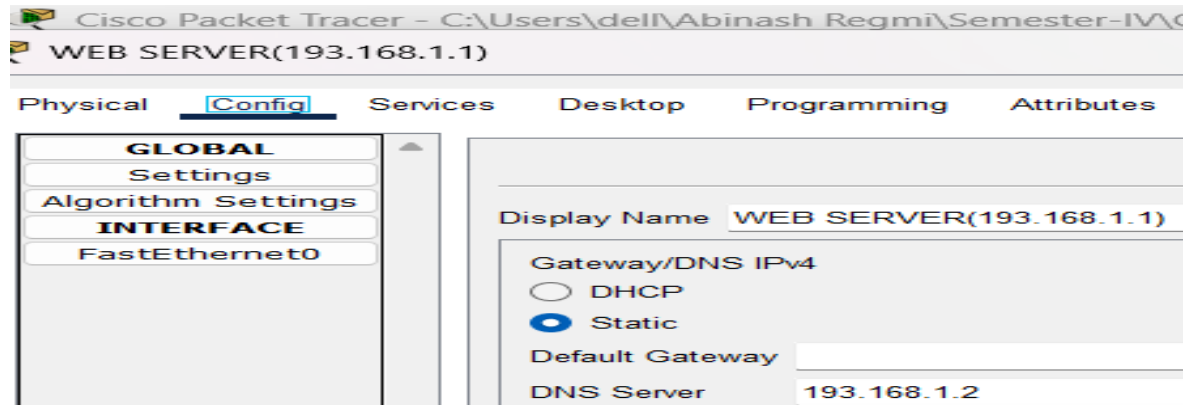 Cisco Packet Tracer - C:\Users\dell\Abinash Regmi\Semester-IV\
WEB SERVER(193.168.1.1)
Physical Config Services Desktop Programming Attributes
GLOBAL
Settings
Algorithm Settings
INTERFACE
FastEthernet0
Display Name WEB SERVER(193.168.1.1)
Gateway/DNS IPv4
DHCP
Static
Default Gateway
DNS Server 193.168.1.2